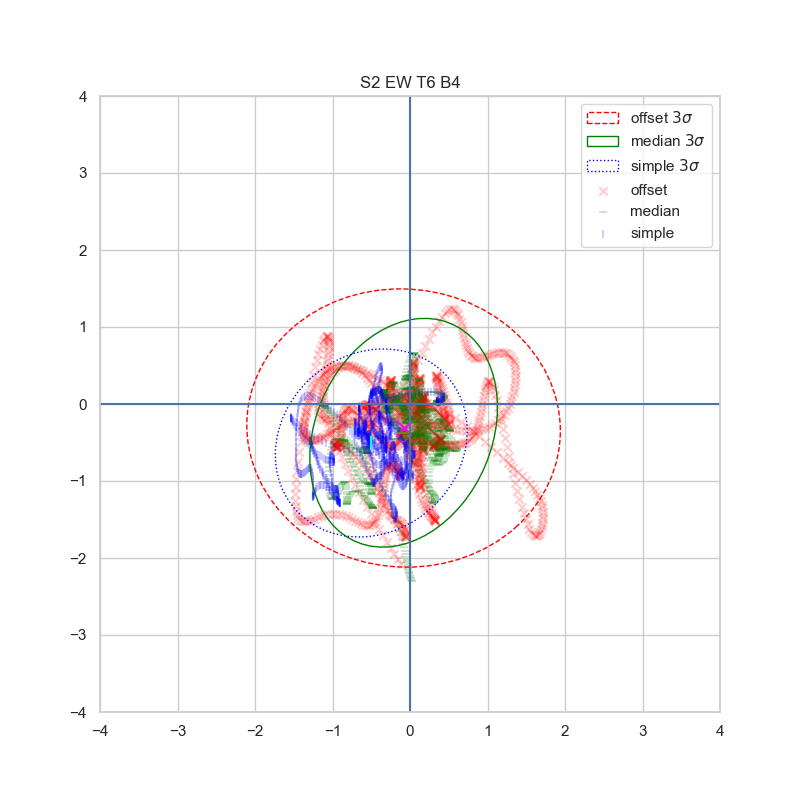 S2 EW T6 B4
offset 3σ
median 3σ
simple 3σ
offset
median
simple
4
3
2
1
0
−1
−2
−3
−4
−4 −3 −2 −1 0 1 2 3 4